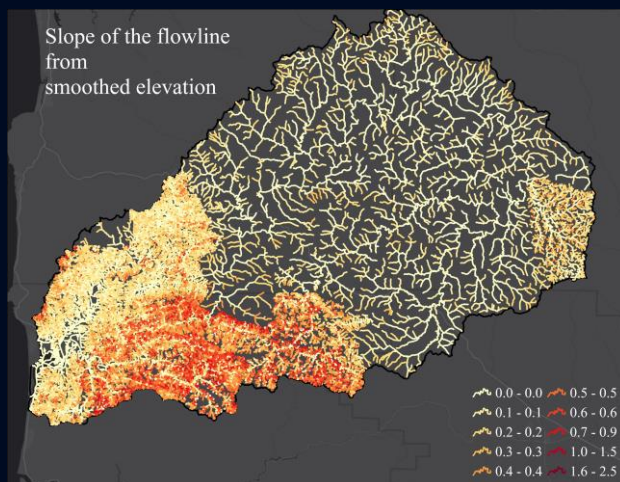 Slope of the flowline
from
smoothed elevation
0.0 - 0.0
0.1 - 0.1
0.2 - 0.2
0.3 - 0.3
0.4 - 0.4
0.5 - 0.5
0.6 - 0.6
0.7 - 0.9
1.0 - 1.5
1.6 - 2.5